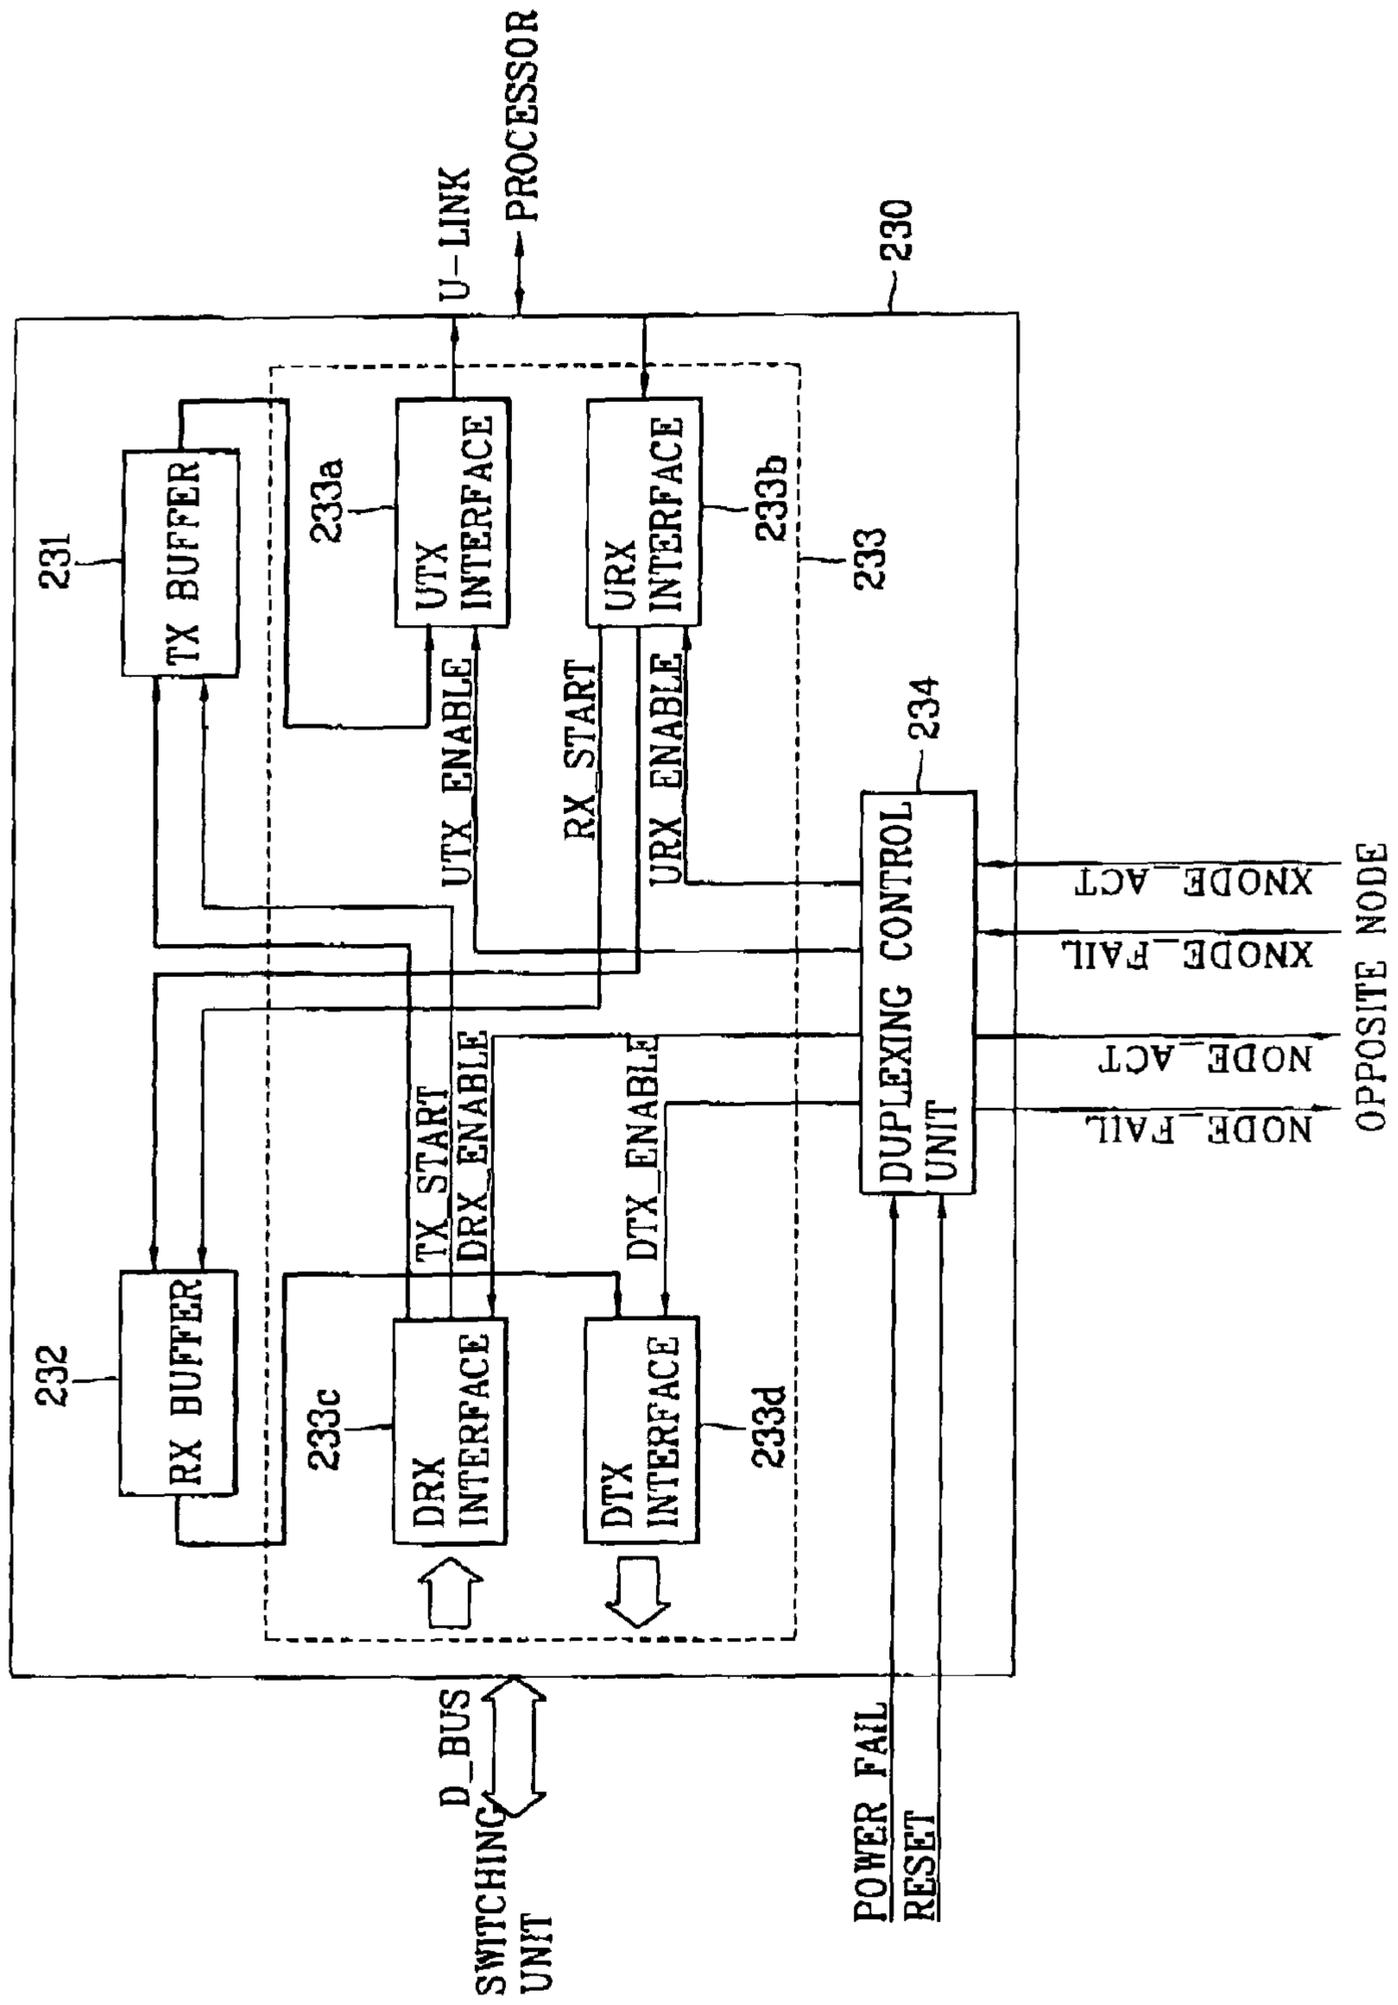 231
TX BUFFER
232
RX BUFFER
233a
UTX
INTERFACE
U-LINK
PROCESSOR
UTX_ENABLE
RX_START
URX
INTERFACE
233b
URX_ENABLE
233
230
233c
DRX
INTERFACE
TX_START
DRX_ENABLE
DTX_ENABLE
DTX
INTERFACE
233d
D_BUS
SWITCHING
UNIT
234
DUPLEXING CONTROL
UNIT
POWER FAIL
RESET
NODE_FAIL
NODE_ACT
XNODE_FAIL
XNODE_ACT
OPPOSITE NODE